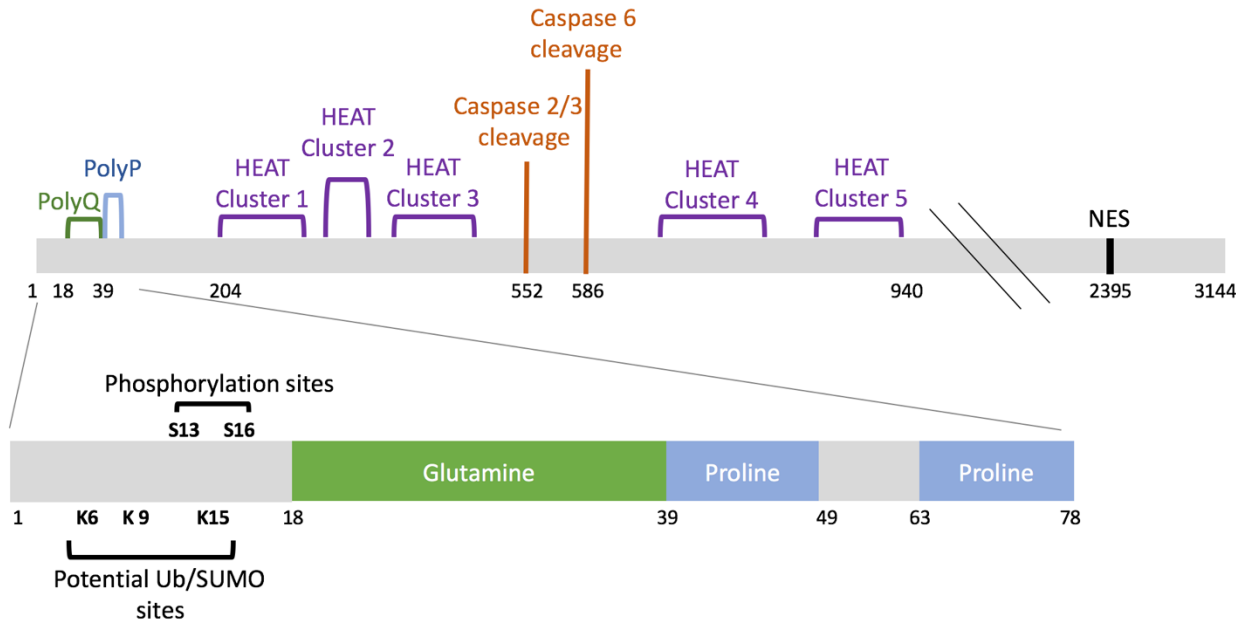 Caspase 6
cleavage
Caspase 2/3
cleavage
HEAT
Cluster 2
PolyP
PolyQ
HEAT
Cluster 1
HEAT
Cluster 3
HEAT
Cluster 4
HEAT
Cluster 5
NES
1 18 39 204 552 586 940 2395 3144
Phosphorylation sites
S13 S16
Glutamine Proline Proline
1 K6 K 9 K15 18 39 49 63 78
Potential Ub/SUMO
sites